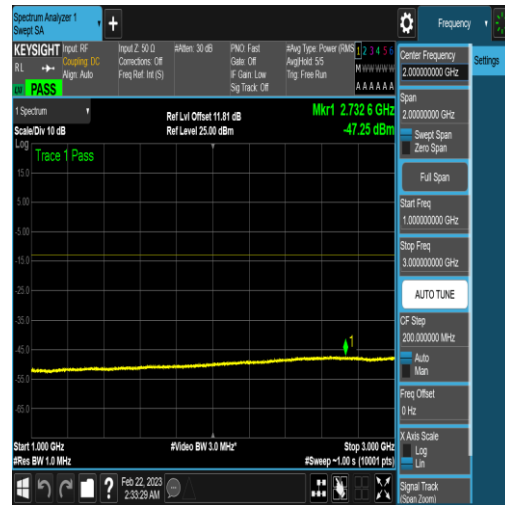 Spectrum Analyzer 1
Swept SA
+
Frequency
KEYSIGHT
Input: RF
Coupling: DC
Align: Auto
Input Z: 50 Ω
Corrections: Off
Freq Ref: Int (S)
#Atten: 30 dB
PNO: Fast
Gate: Off
IF Gain: Low
Sig Track: Off
#Avg Type: Power (RMS
Avg|Hold: 5/5
Trig: Free Run
1 2 3 4 5 6
M W W W W W
A A A A A A
RL
PASS
1 Spectrum
Scale/Div 10 dB
Ref Lvl Offset 11.81 dB
Ref Level 25.00 dBm
Mkr1 2.732 6 GHz
-47.25 dBm
Log
Trace 1 Pass
15.0
5.00
-5.00
-15.0
-25.0
-35.0
-45.0
-55.0
-65.0
1
Start 1.000 GHz
#Res BW 1.0 MHz
#Video BW 3.0 MHz*
Stop 3.000 GHz
#Sweep ~1.00 s (10001 pts)
Feb 22, 2023
2:33:29 AM
?
Center Frequency
2.000000000 GHz
Settings
Span
2.00000000 GHz
Swept Span
Zero Span
Full Span
Start Freq
1.000000000 GHz
Stop Freq
3.000000000 GHz
AUTO TUNE
CF Step
200.000000 MHz
Auto
Man
Freq Offset
0 Hz
X Axis Scale
Log
Lin
Signal Track
(Span Zoom)